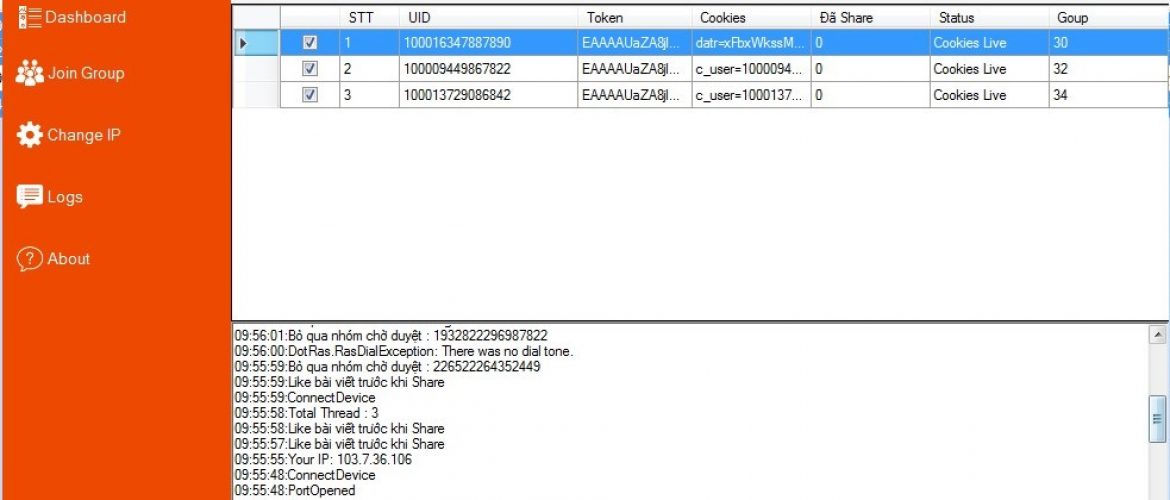 Dashboard
Join Group
Change IP
Logs
About
STT UID Token Cookies Đã Share Status Goup
1 100016347887890 EAAAAUaZA8jl... datr=xFbxWkssM... 0 Cookies Live 30
2 100009449867822 EAAAAUaZA8jl... c_user=1000094... 0 Cookies Live 32
3 100013729086842 EAAAAUaZA8jl... c_user=1000137... 0 Cookies Live 34
09:56:01:Bỏ qua nhóm chờ duyệt : 1932822296987822
09:56:00:DotRas.RasDialException: There was no dial tone.
09:55:59:Bỏ qua nhóm chờ duyệt : 226522264352449
09:55:59:Like bài viết trước khi Share
09:55:59:ConnectDevice
09:55:58:Total Thread : 3
09:55:58:Like bài viết trước khi Share
09:55:57:Like bài viết trước khi Share
09:55:55:Your IP: 103.7.36.106
09:55:48:ConnectDevice
09:55:48:PortOpened